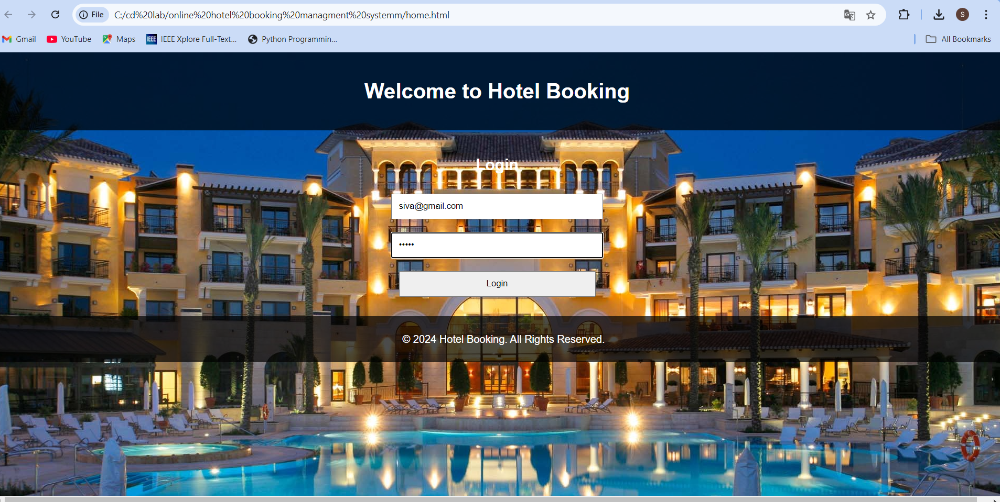 File C:/cd%20lab/online%20hotel%20booking%20managment%20systemm/home.html S
Gmail YouTube Maps IEEE IEEE Xplore Full-Text... Python Programmin... All Bookmarks
Welcome to Hotel Booking
Login
siva@gmail.com
•••••
Login
© 2024 Hotel Booking. All Rights Reserved.